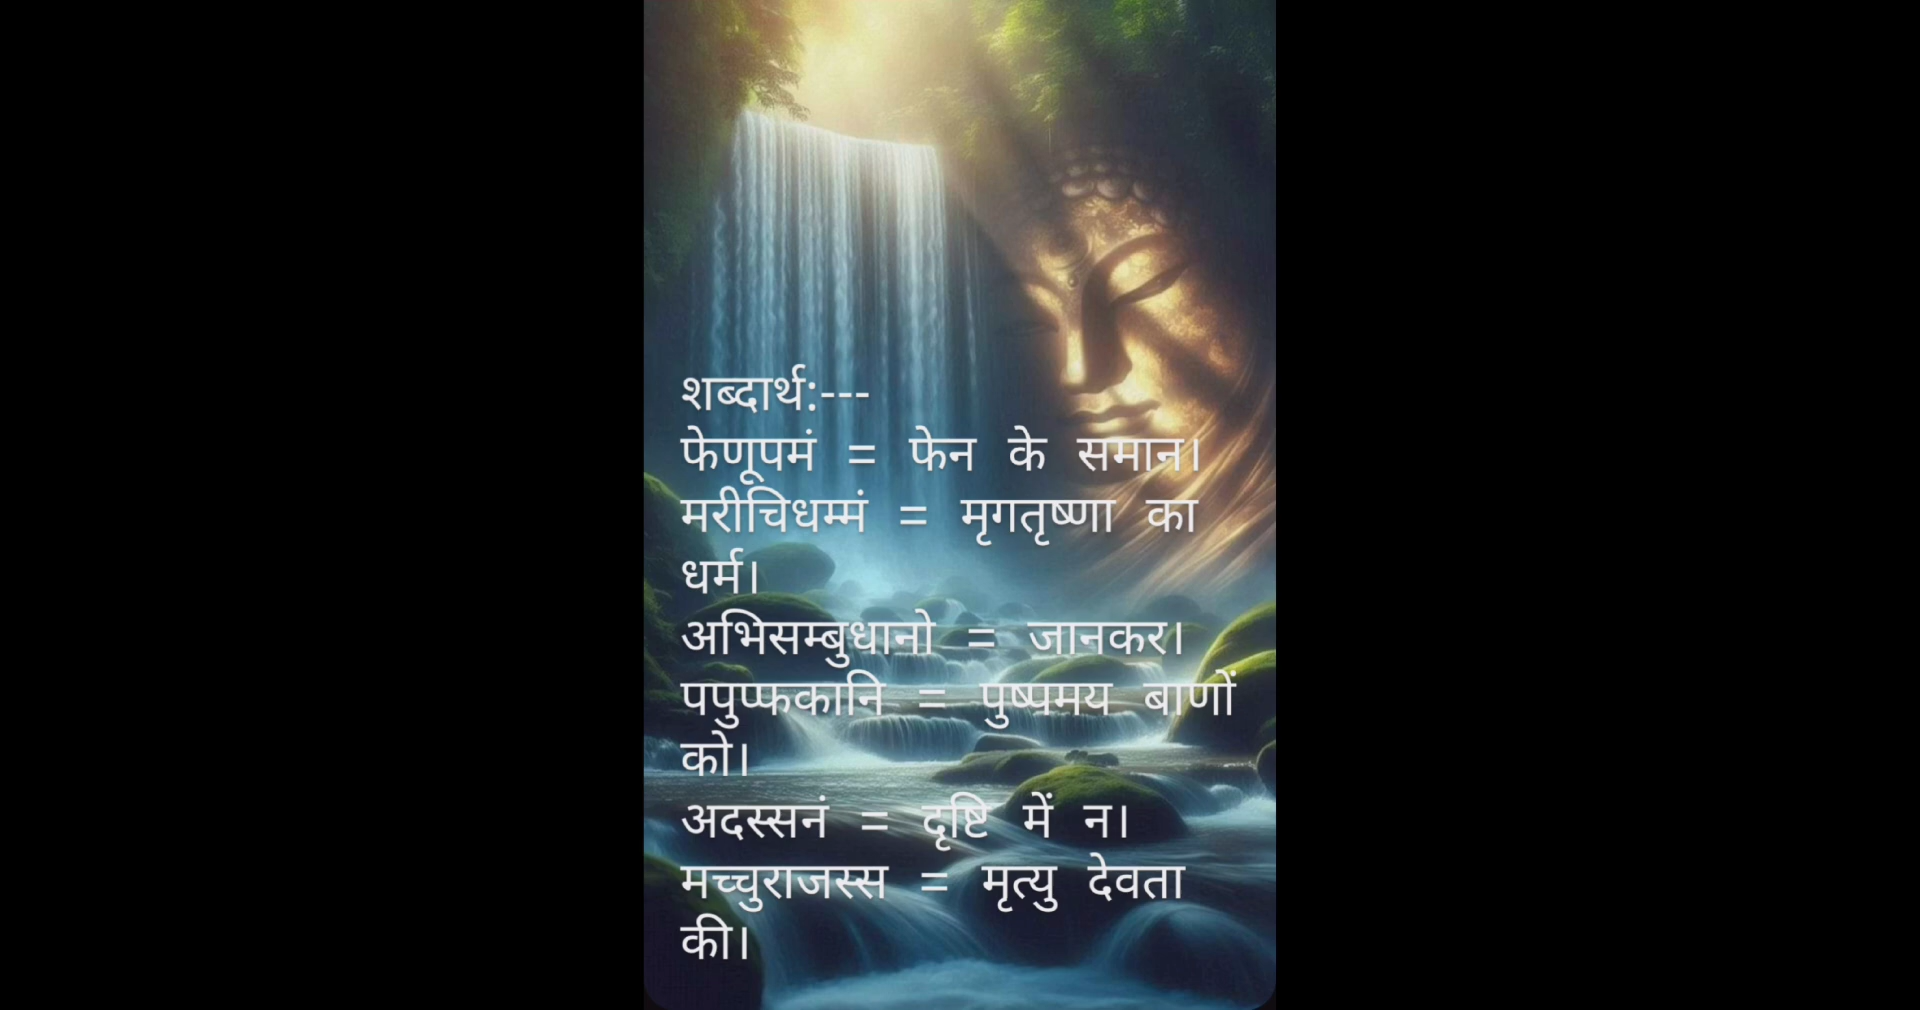 शब्दार्थ:---
फेणूपमं = फेन के समान।
मरीचिधम्मं = मृगतृष्णा का
धर्म।
अभिसम्बुधानो = जानकर।
पपुप्फकानि = पुष्पमय बाणों
को।
अदस्सनं = दृष्टि में न।
मच्चुराजस्स = मृत्यु देवता
की।